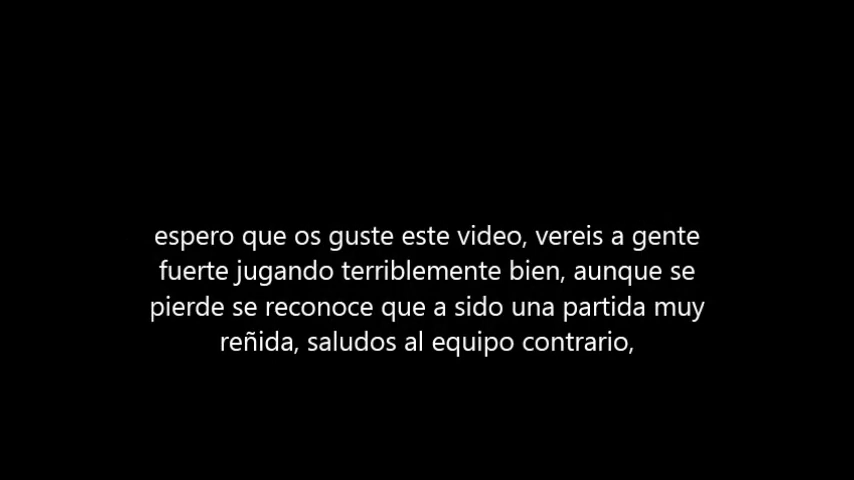 espero que os guste este video, vereis a gente
fuerte jugando terriblemente bien, aunque se
pierde se reconoce que a sido una partida muy
reñida, saludos al equipo contrario,